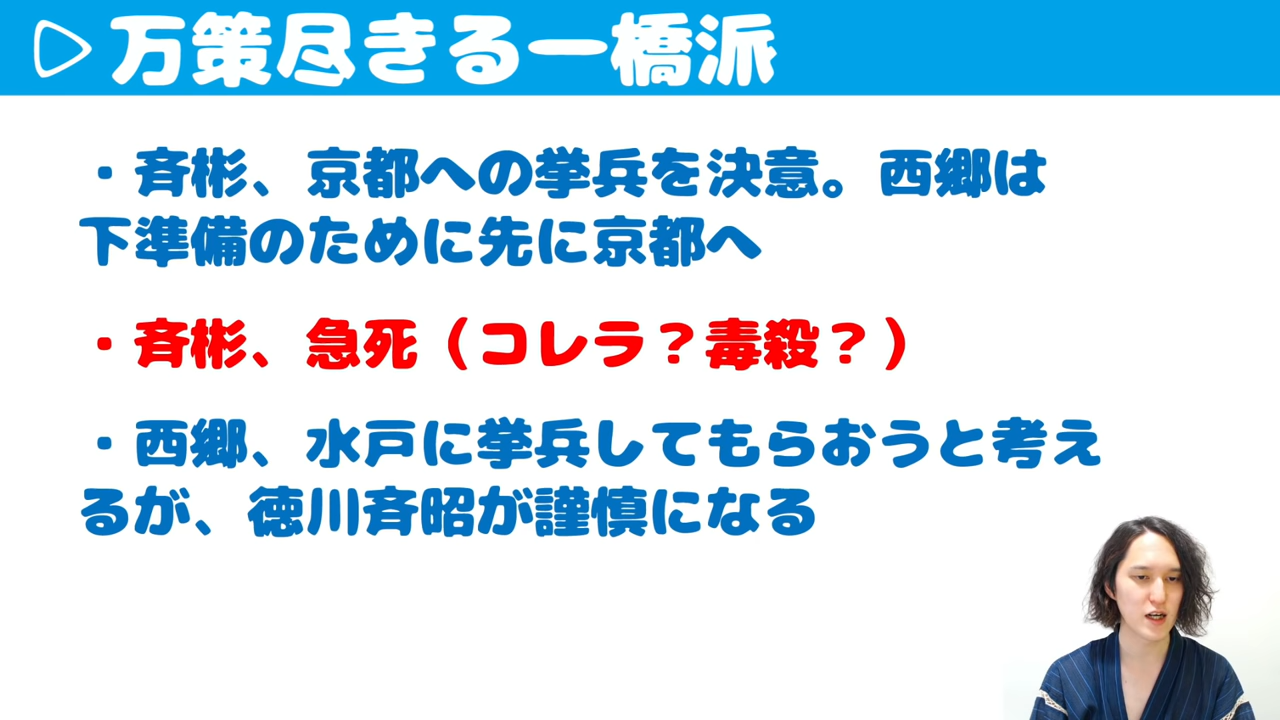 万策尽きる一橋派
・斉彬、京都への挙兵を決意。西郷は
下準備のために先に京都へ
・斉彬、急死（コレラ？毒殺？）
・西郷、水戸に挙兵してもらおうと考え
るが、徳川斉昭が謹慎になる